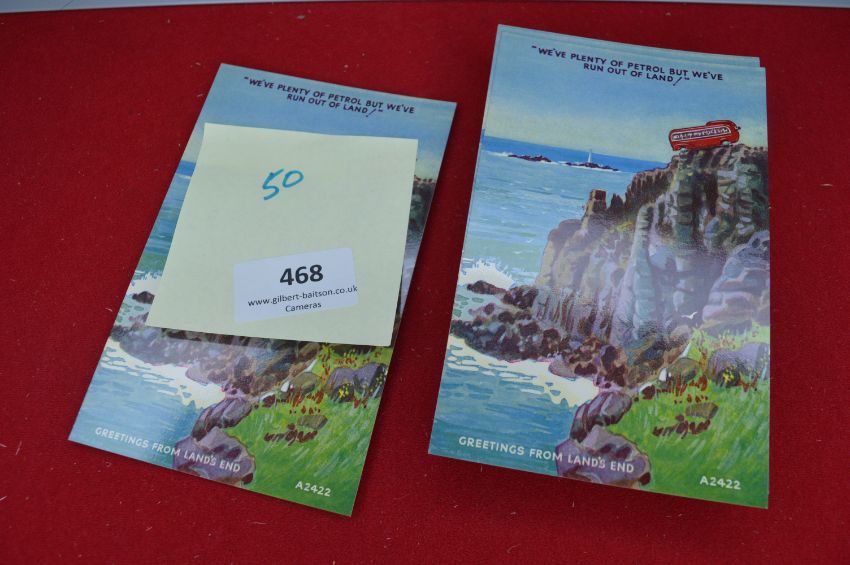 "WE'VE PLENTY OF PETROL BUT WE'VE
RUN OUT OF LAND!"
50
468
www.gilbert-baitson.co.uk
Cameras
GREETINGS FROM LAND'S END
A2422
"WE'VE PLENTY OF PETROL BUT WE'VE
RUN OUT OF LAND!"
GREETINGS FROM LAND'S END
A2422